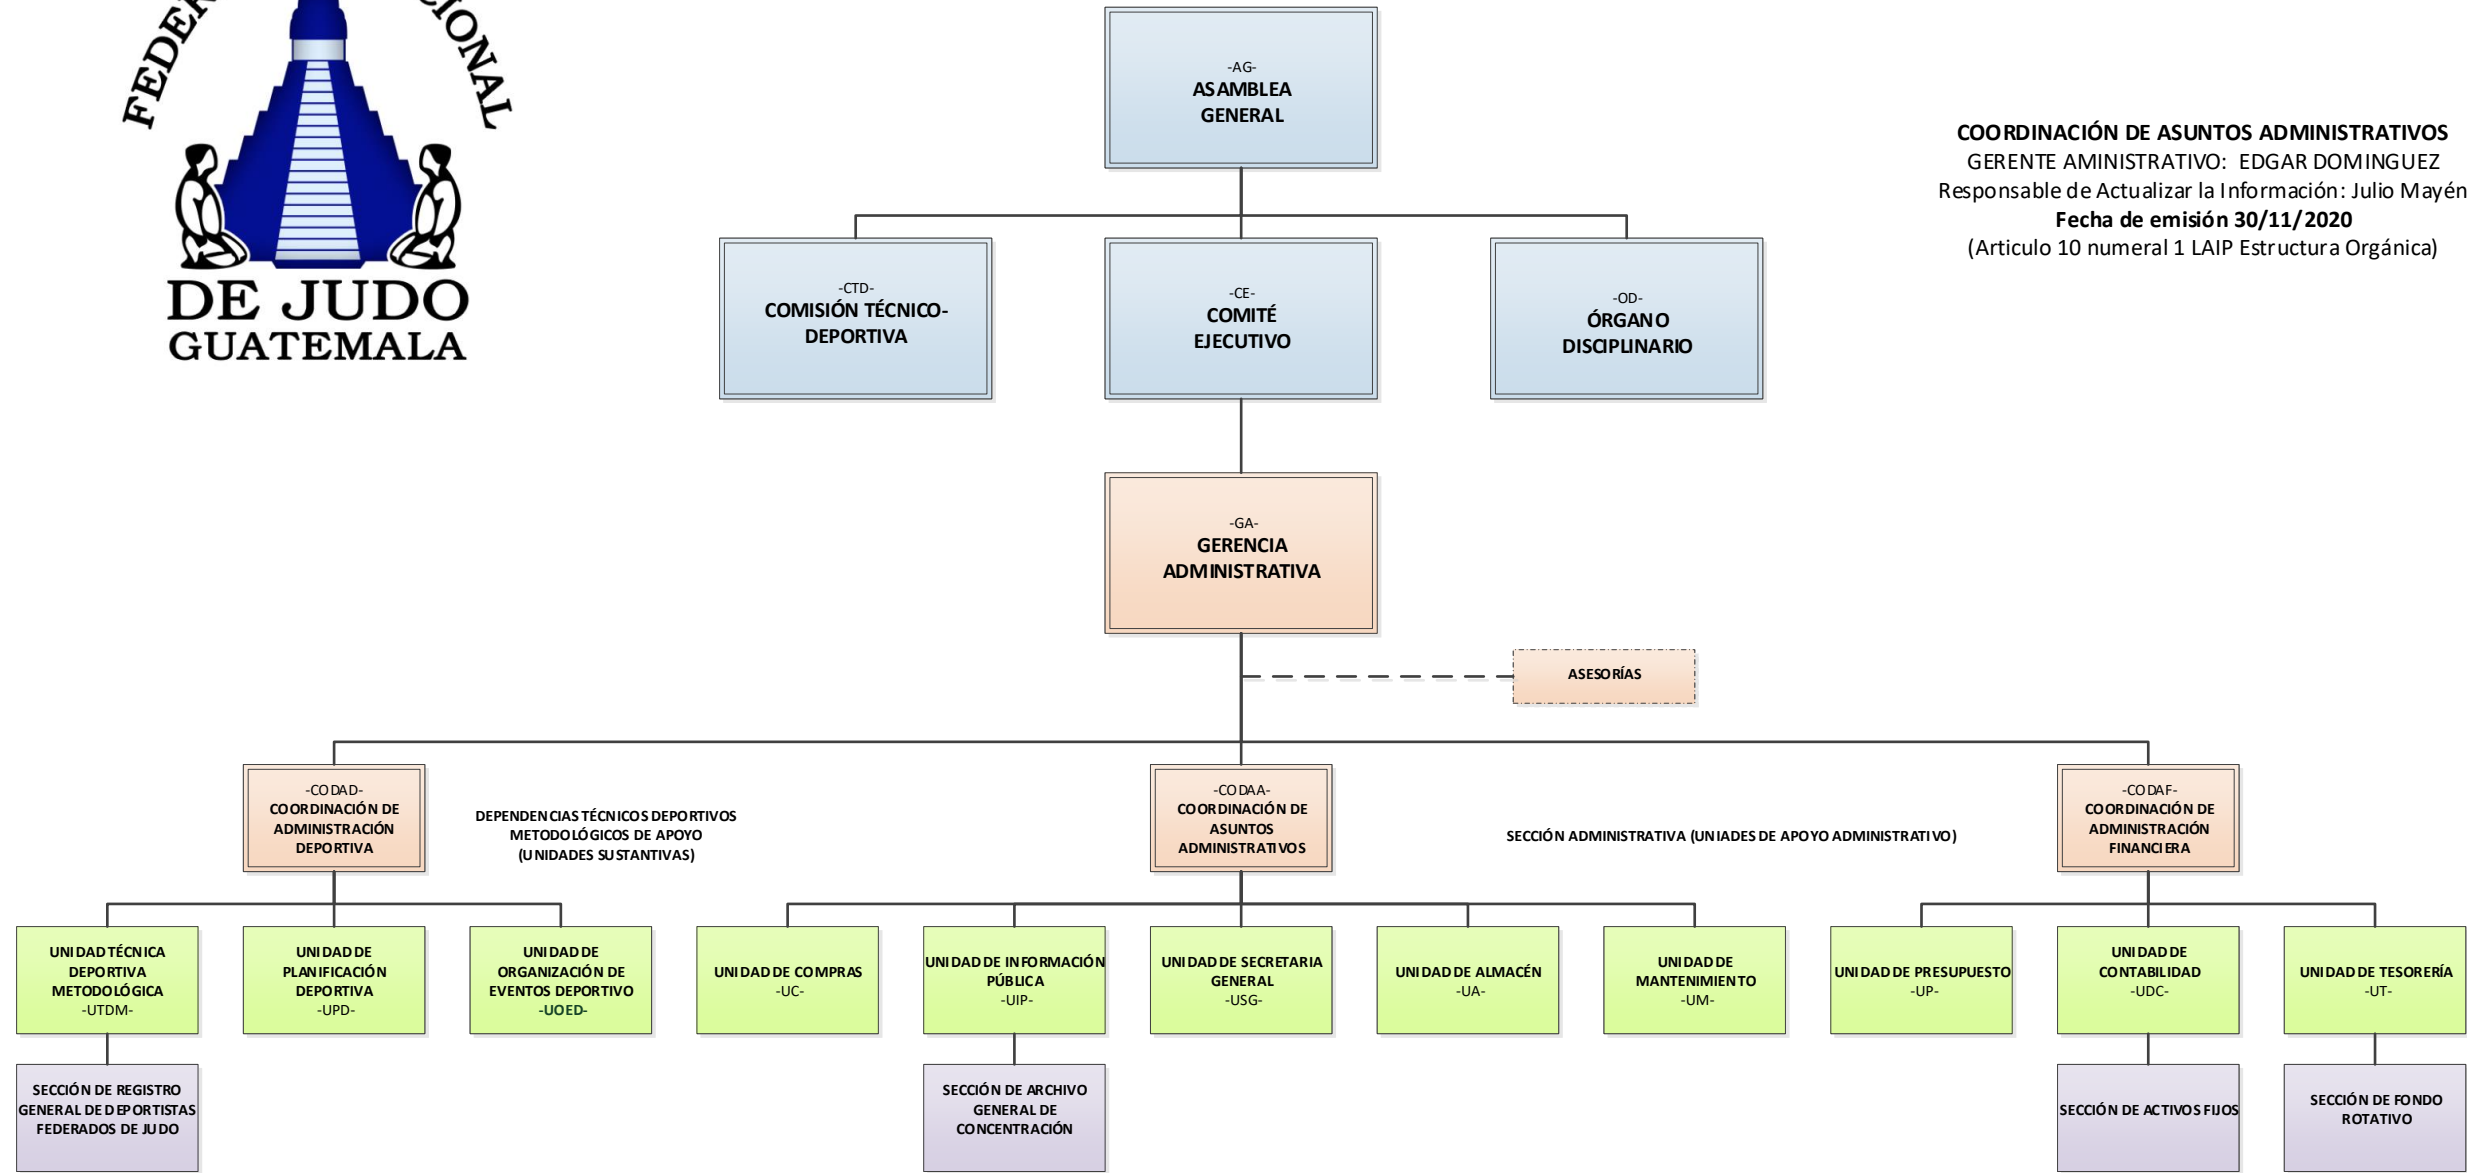 DE JUDO
GUATEMALA
-AG-
ASAMBLEA
GENERAL
COORDINACIÓN DE ASUNTOS ADMINISTRATIVOS
GERENTE AMINISTRATIVO: EDGAR DOMINGUEZ
Responsable de Actualizar la Información: Julio Mayén
Fecha de emisión 30/11/2020
(Articulo 10 numeral 1 LAIP Estructura Orgánica)
-CTD-
COMISIÓN TÉCNICO-
DEPORTIVA
-CE-
COMITÉ
EJECUTIVO
-OD-
ÓRGANO
DISCIPLINARIO
-GA-
GERENCIA
ADMINISTRATIVA
ASESORÍAS
-CODAD-
COORDINACIÓN DE
ADMINISTRACIÓN
DEPORTIVA
DEPENDENCIAS TÉCNICOS DEPORTIVOS
METODOLÓGICOS DE APOYO
(UNIDADES SUSTANTIVAS)
-CODAA-
COORDINACIÓN DE
ASUNTOS
ADMINISTRATIVOS
SECCIÓN ADMINISTRATIVA (UNIADES DE APOYO ADMINISTRATIVO)
-CODAF-
COORDINACIÓN DE
ADMINISTRACIÓN
FINANCIERA
UNIDAD TÉCNICA
DEPORTIVA
METODOLÓGICA
-UTDM-
UNIDAD DE
PLANIFICACIÓN
DEPORTIVA
-UPD-
UNIDAD DE
ORGANIZACIÓN DE
EVENTOS DEPORTIVO
-UOED-
UNIDAD DE COMPRAS
-UC-
UNIDAD DE INFORMACIÓN
PÚBLICA
-UIP-
UNIDAD DE SECRETARIA
GENERAL
-USG-
UNIDAD DE ALMACÉN
-UA-
UNIDAD DE
MANTENIMIENTO
-UM-
UNIDAD DE PRESUPUESTO
-UP-
UNIDAD DE
CONTABILIDAD
-UDC-
UNIDAD DE TESORERÍA
-UT-
SECCIÓN DE REGISTRO
GENERAL DE DEPORTISTAS
FEDERADOS DE JUDO
SECCIÓN DE ARCHIVO
GENERAL DE
CONCENTRACIÓN
SECCIÓN DE ACTIVOS FIJOS
SECCIÓN DE FONDO
ROTATIVO